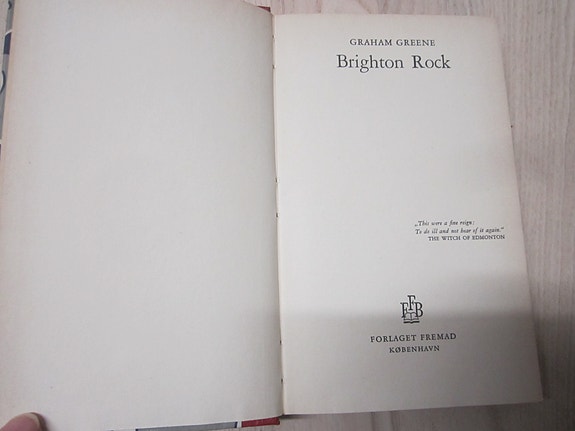 GRAHAM GREENE
Brighton Rock
„This were a fine reign:
To do ill and not hear of it again.”
THE WITCH OF EDMONTON
FFB
FORLAGET FREMAD
KØBENHAVN